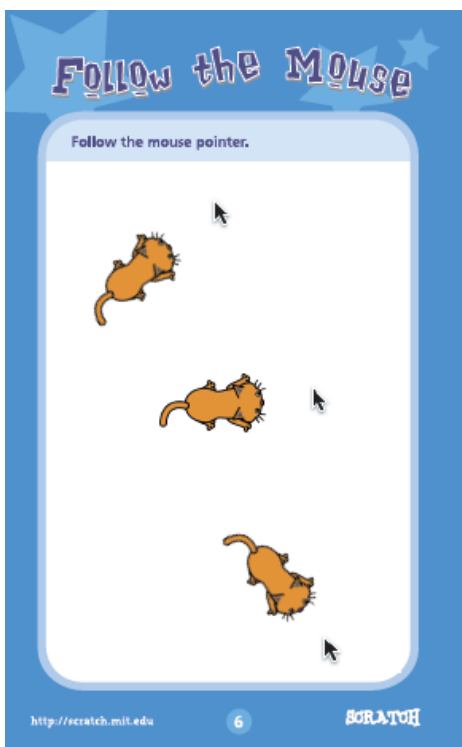 Follow the Mouse
Follow the mouse pointer.
http://scratch.mit.edu
6
SCRATCH